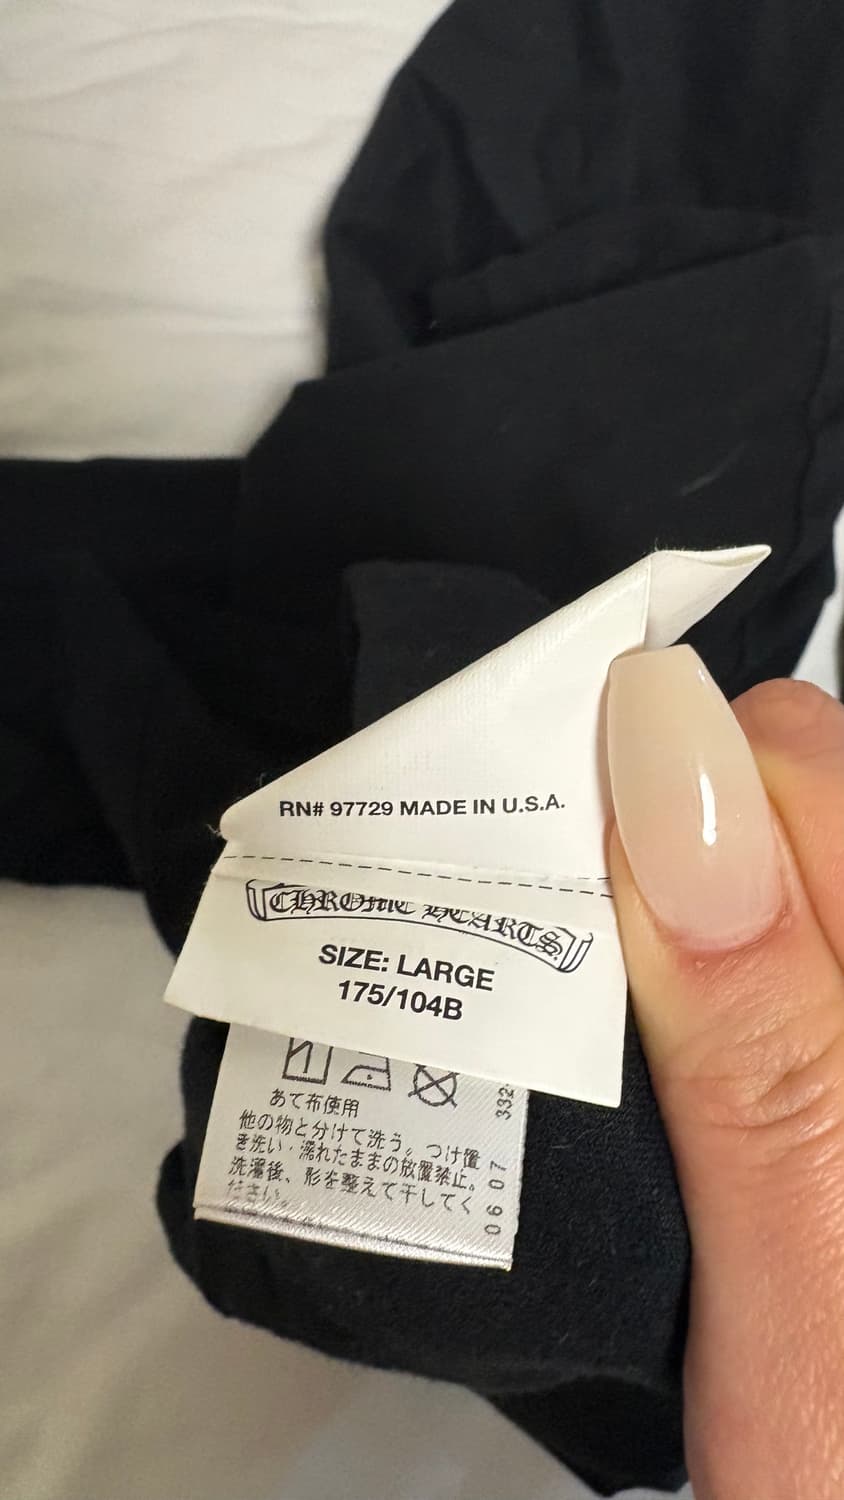 RN# 97729 MADE IN U.S.A.
CHROME HEARTS
SIZE: LARGE
175/104B
あて布使用
他の物と分けて洗う。つけ置
き洗い・濡れたままの放置禁止。
洗濯後、形を整えて干してく
ださい。
06 07
332